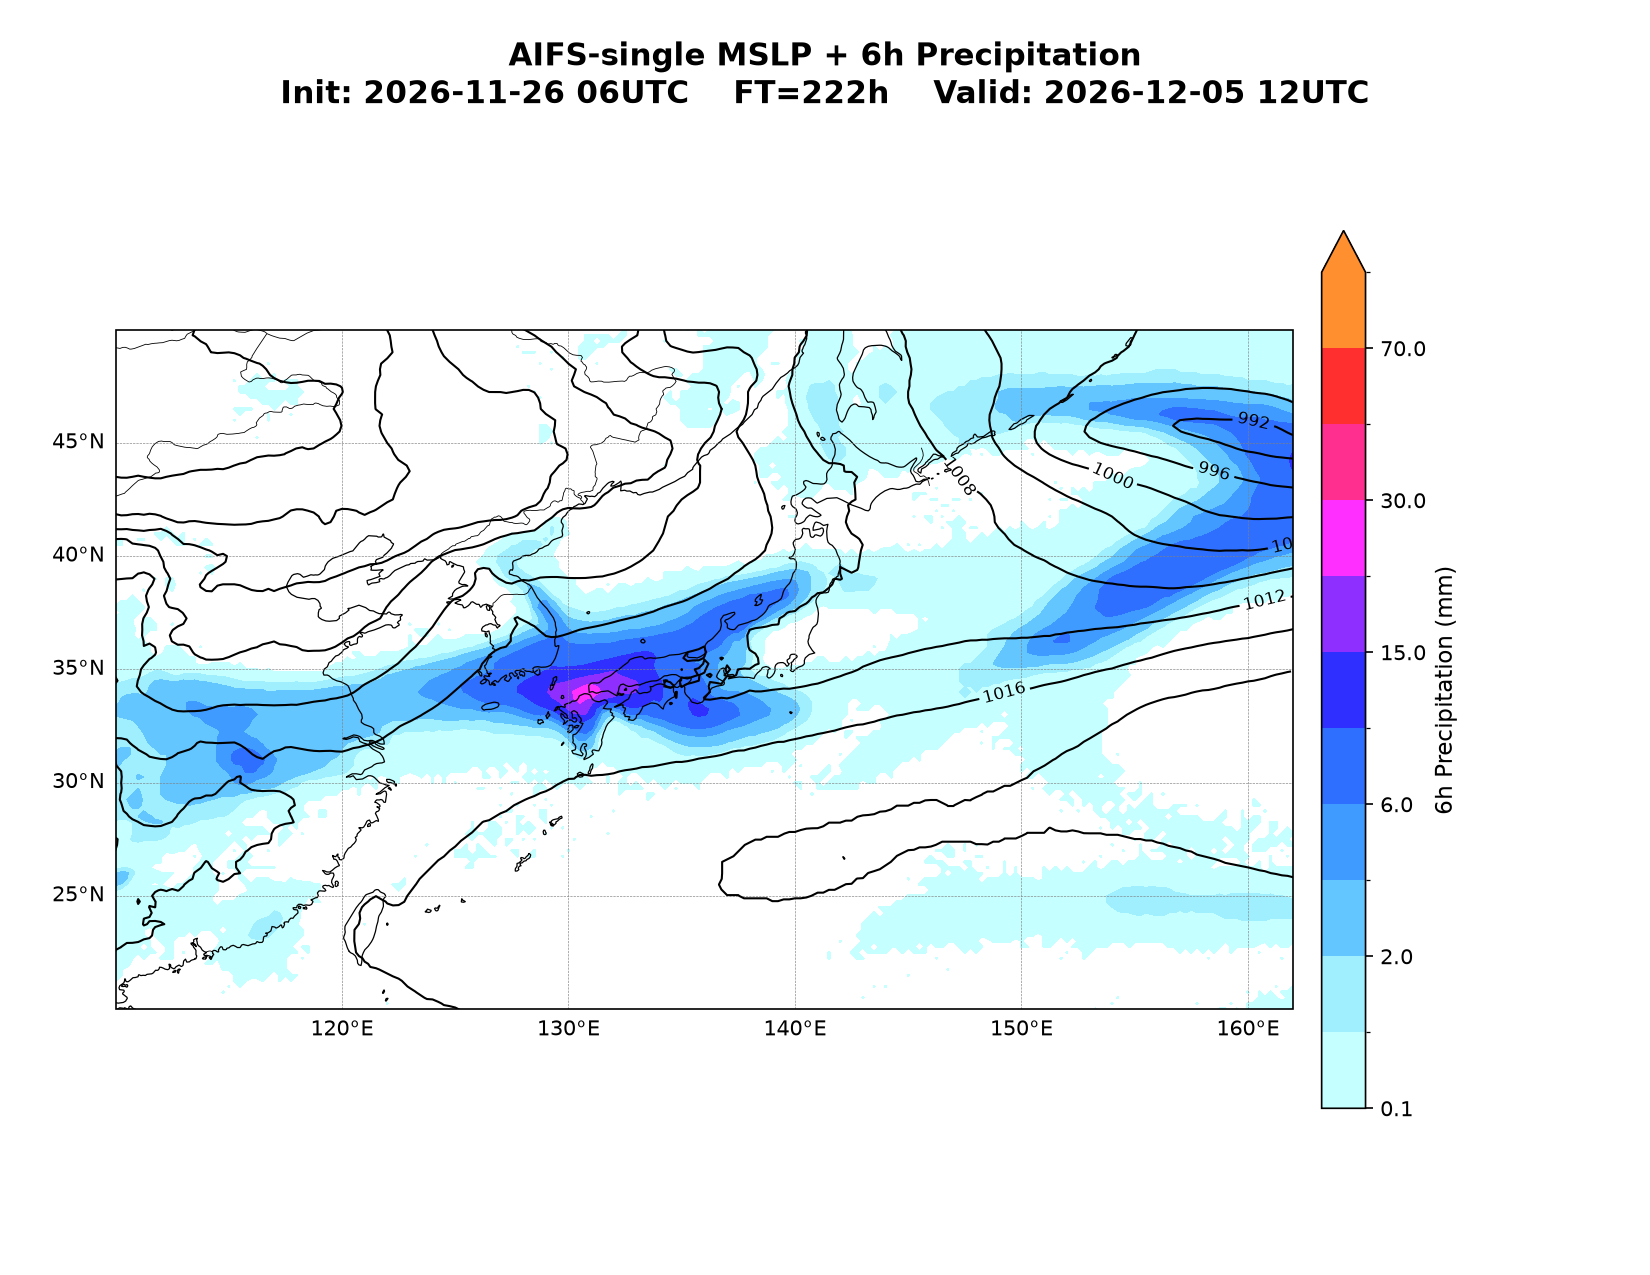 AIFS-single MSLP + 6h Precipitation
Init: 2026-11-26 06UTC    FT=222h    Valid: 2026-12-05 12UTC
70.0
992
45°N
1008
1000
996
30.0
40°N
10
1012
35°N
15.0
1016
6h Precipitation (mm)
30°N
6.0
25°N
2.0
120°E
130°E
140°E
150°E
160°E
0.1